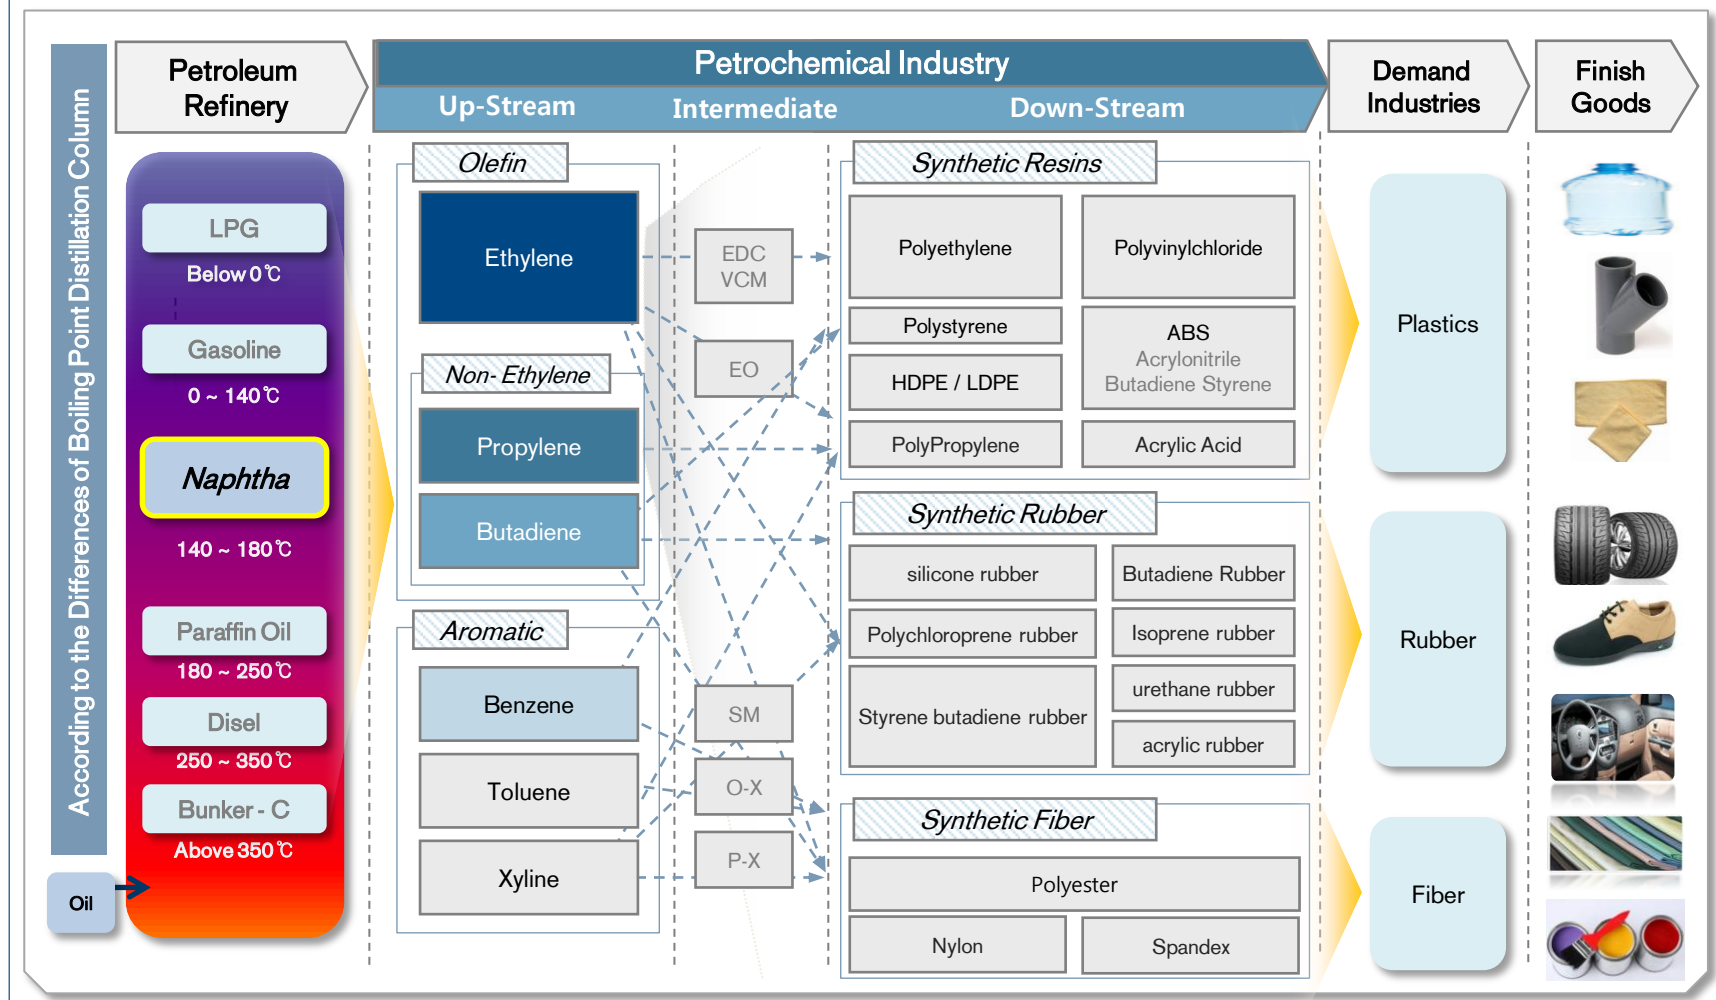 According to the Differences of Boiling Point Distillation Column
Petroleum
Refinery
Petrochemical Industry
Up-Stream
Intermediate
Down-Stream
Demand
Industries
Finish
Goods
LPG
Below 0℃
Gasoline
0 ~ 140℃
Naphtha
140 ~ 180℃
Paraffin Oil
180 ~ 250℃
Disel
250 ~ 350℃
Bunker - C
Above 350℃
Oil
Olefin
Ethylene
Non- Ethylene
Propylene
Butadiene
Aromatic
Benzene
Toluene
Xyline
EDC
VCM
EO
SM
O-X
P-X
Synthetic Resins
Polyethylene
Polyvinylchloride
Polystyrene
ABS
Acrylonitrile
Butadiene Styrene
HDPE / LDPE
PolyPropylene
Acrylic Acid
Synthetic Rubber
silicone rubber
Butadiene Rubber
Polychloroprene rubber
Isoprene rubber
Styrene butadiene rubber
urethane rubber
acrylic rubber
Synthetic Fiber
Polyester
Nylon
Spandex
Plastics
Rubber
Fiber